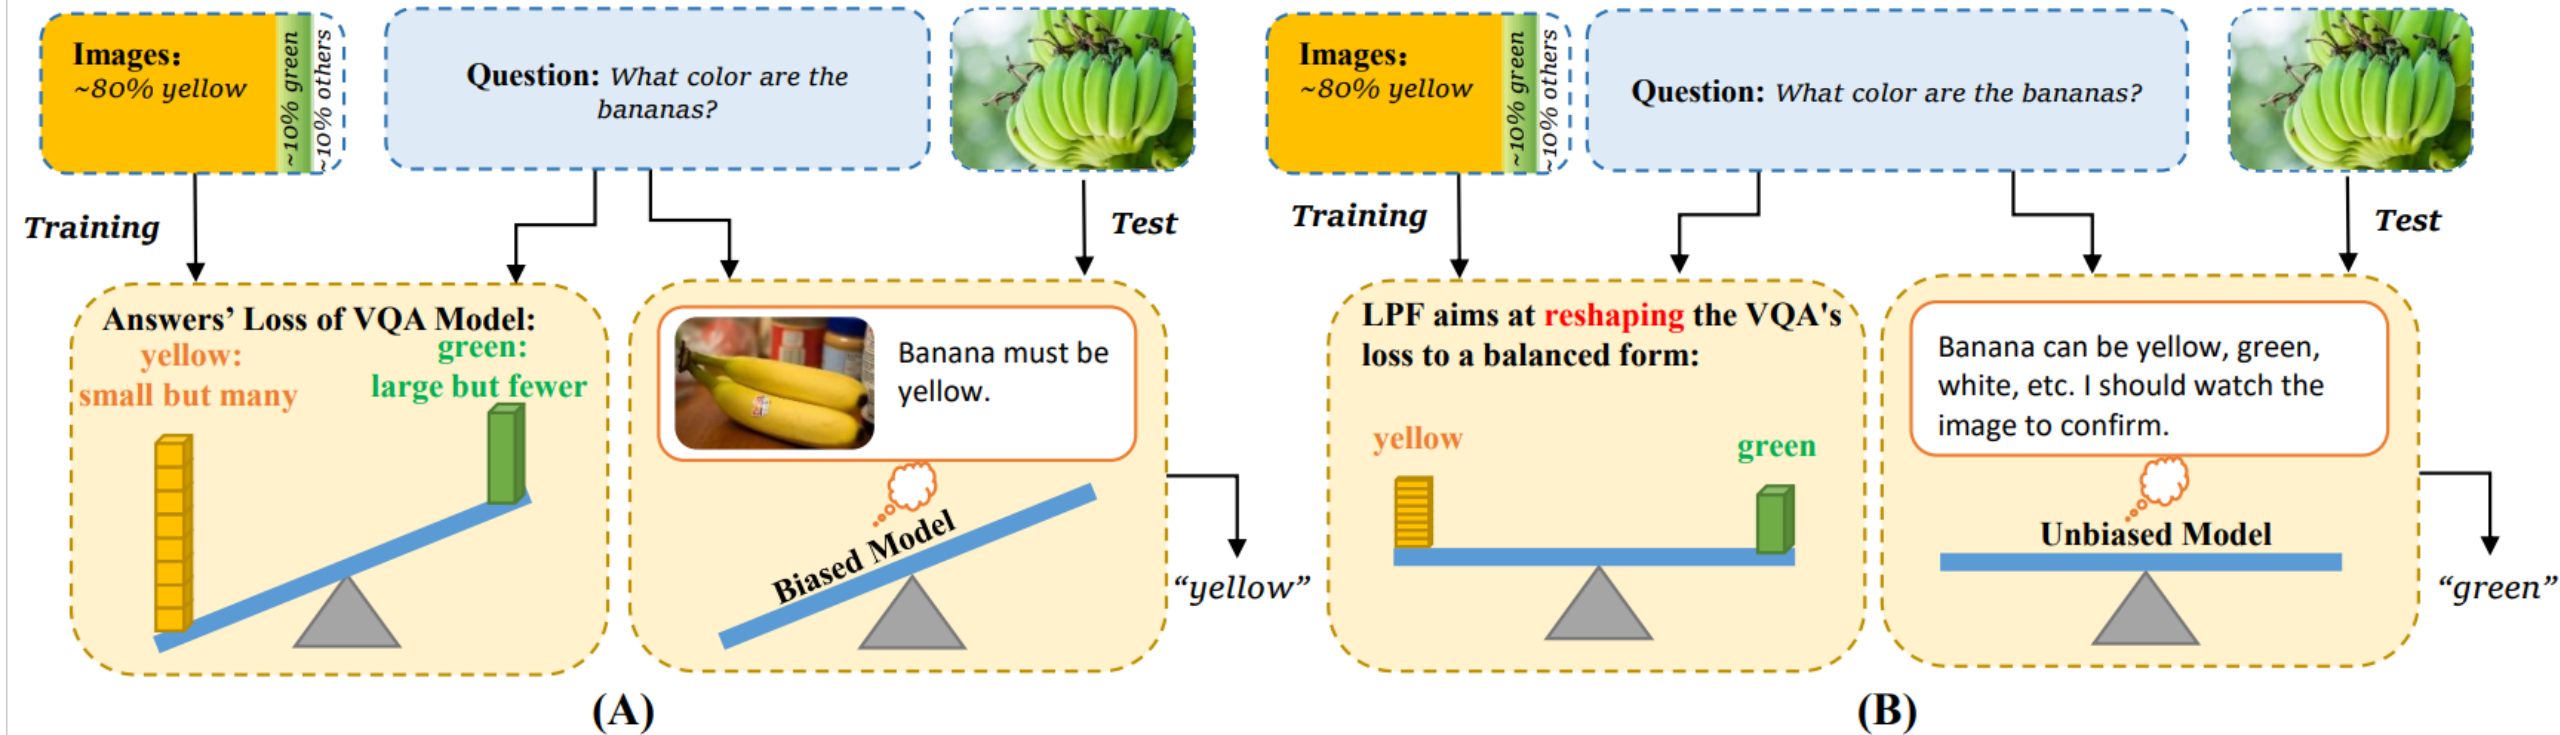 Images:
~80% yellow
~10% green
~10% others
Question: What color are the
bananas?
Training
Test
Answers' Loss of VQA Model:
yellow:
small but many
green:
large but fewer
Banana must be
yellow.
Biased Model
“yellow”
(A)
Images:
~80% yellow
~10% green
~10% others
Question: What color are the bananas?
Training
Test
LPF aims at reshaping the VQA's
loss to a balanced form:
yellow
green
Banana can be yellow, green,
white, etc. I should watch the
image to confirm.
Unbiased Model
“green”
(B)